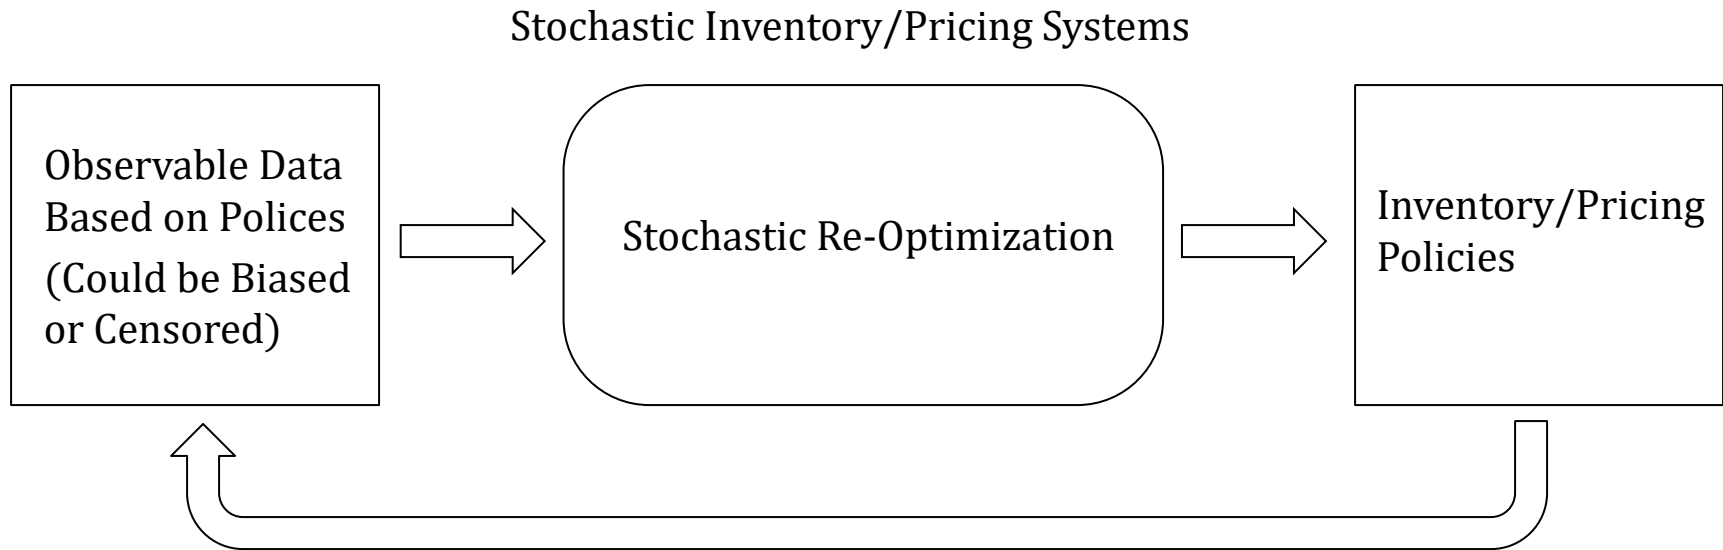 Stochastic Inventory/Pricing Systems
Observable Data
Based on Polices
(Could be Biased
or Censored)
Stochastic Re-Optimization
Inventory/Pricing
Policies